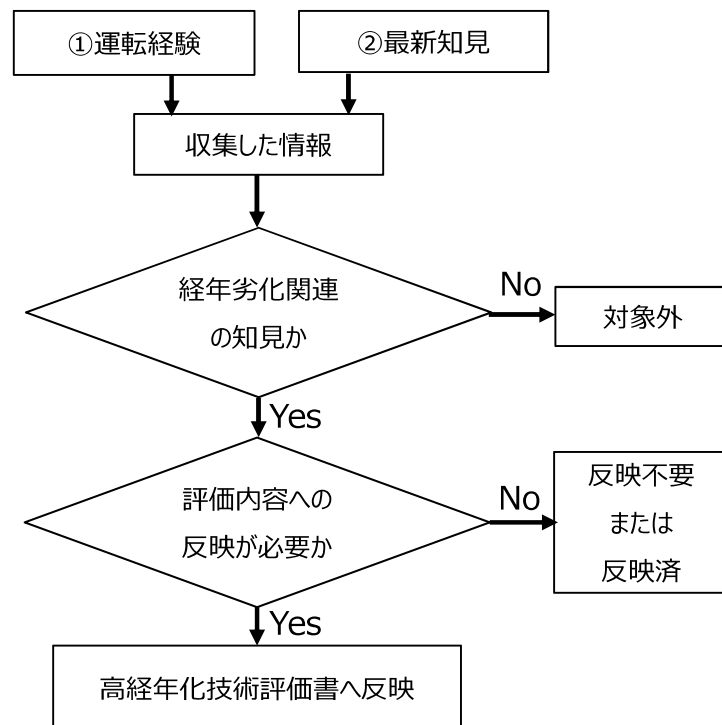 ①運転経験
②最新知見
収集した情報
経年劣化関連
の知見か
No
対象外
Yes
評価内容への
反映が必要か
No
反映不要
または
反映済
Yes
高経年化技術評価書へ反映